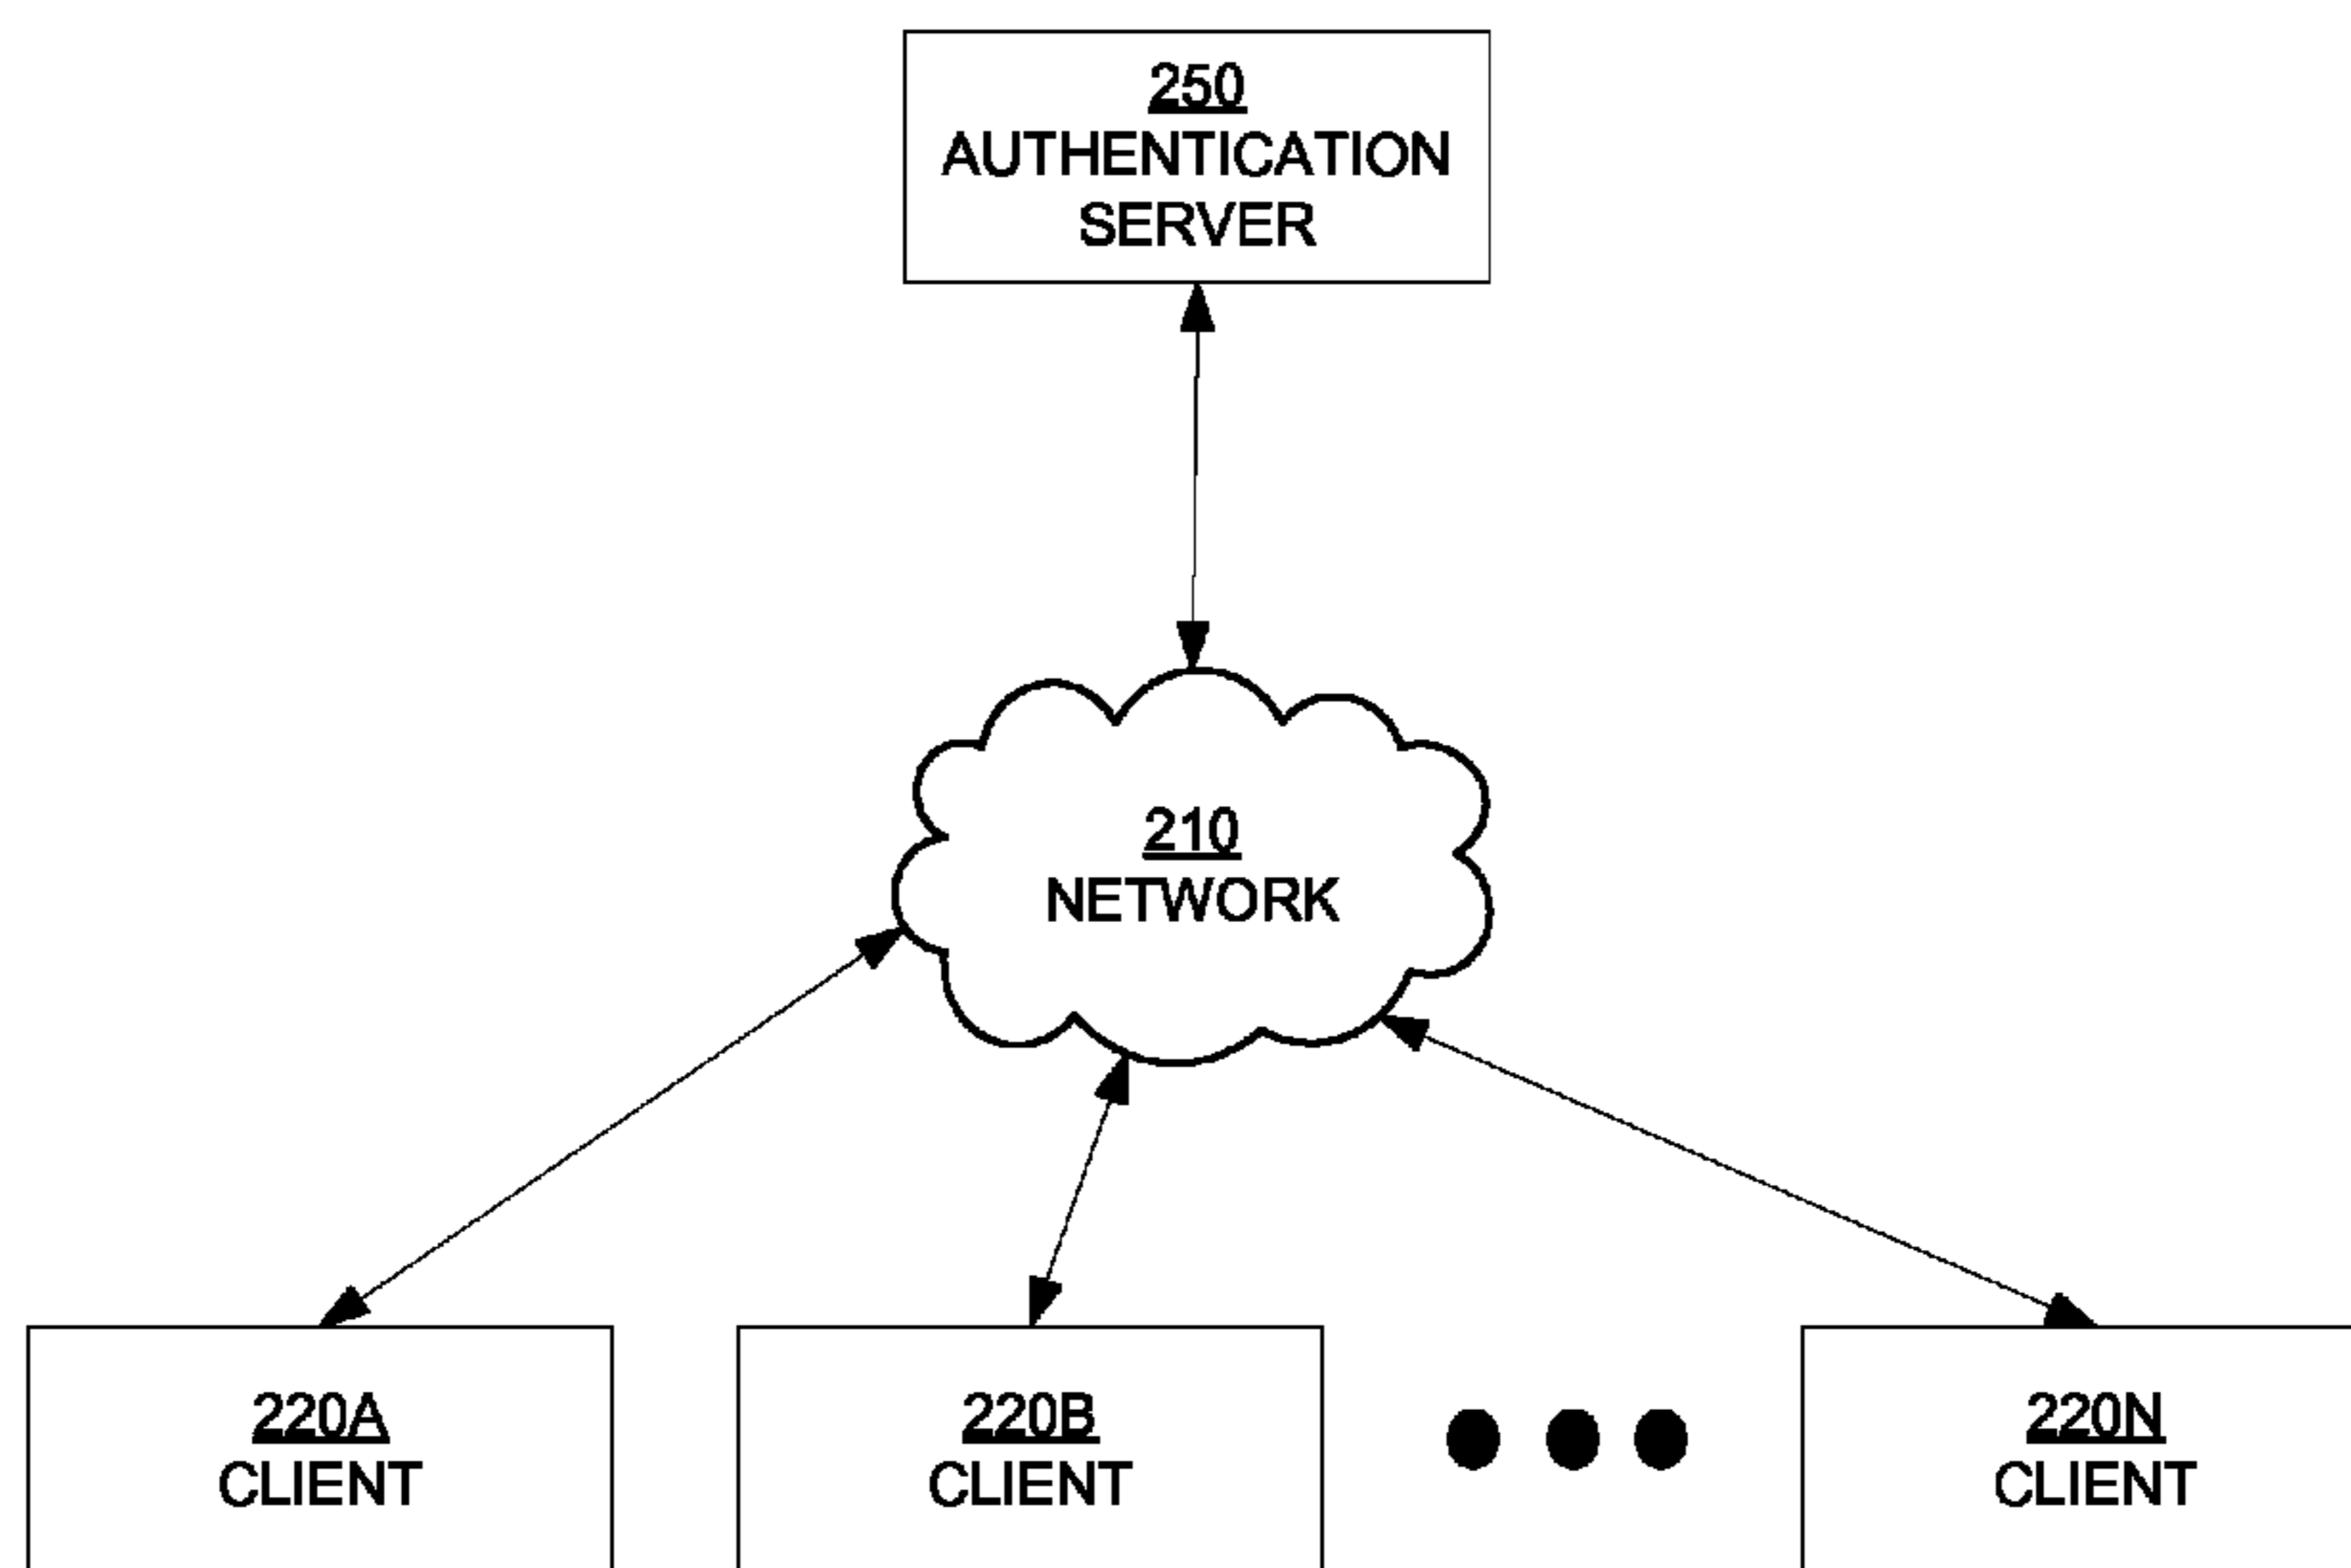 250
AUTHENTICATION
SERVER
210
NETWORK
220A
CLIENT
220B
CLIENT
220N
CLIENT